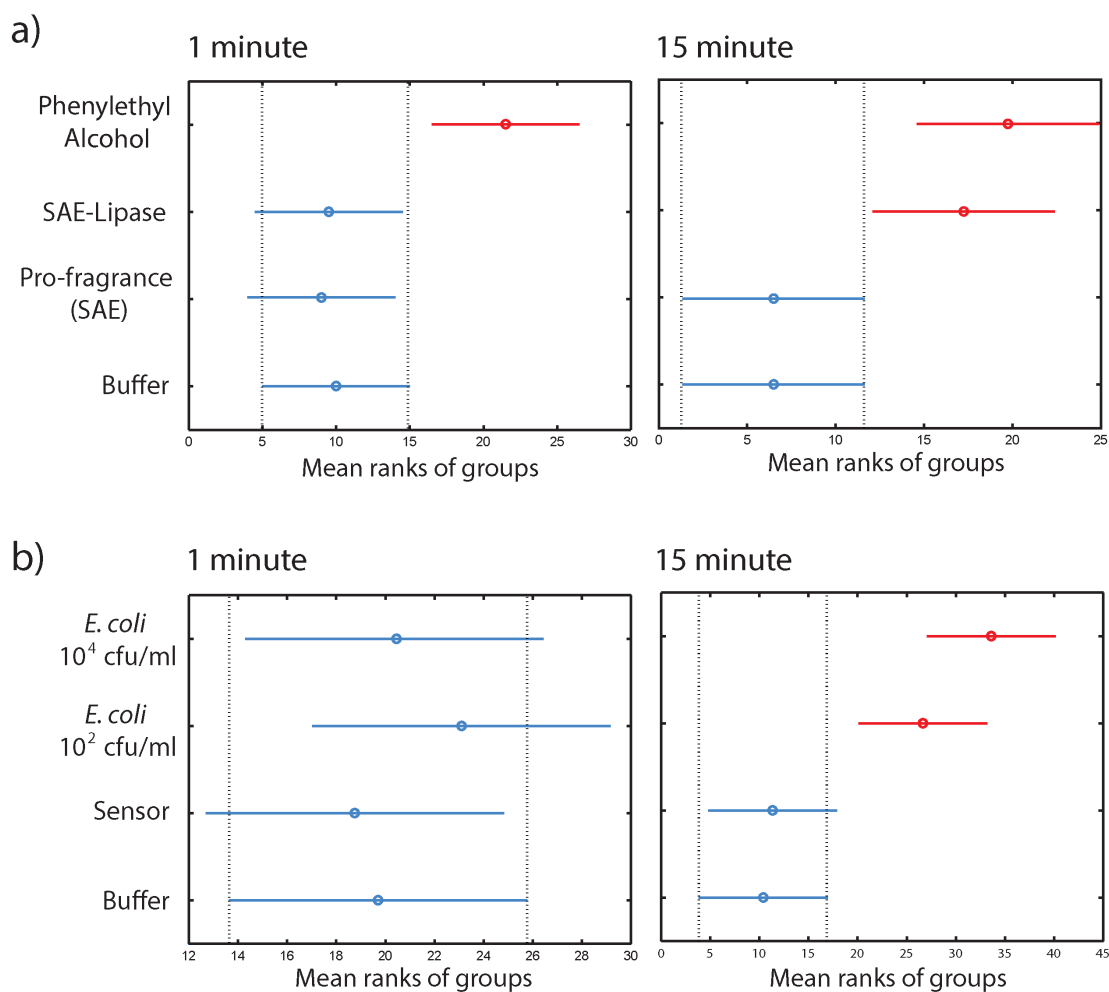 a)
1 minute
15 minute
Phenylethyl
Alcohol
SAE-Lipase
Pro-fragrance
(SAE)
Buffer
0 5 10 15 20 25 30
0 5 10 15 20 25
Mean ranks of groups
Mean ranks of groups
b)
1 minute
15 minute
E. coli
10⁴ cfu/ml
E. coli
10² cfu/ml
Sensor
Buffer
12 14 16 18 20 22 24 26 28 30
0 5 10 15 20 25 30 35 40 45
Mean ranks of groups
Mean ranks of groups